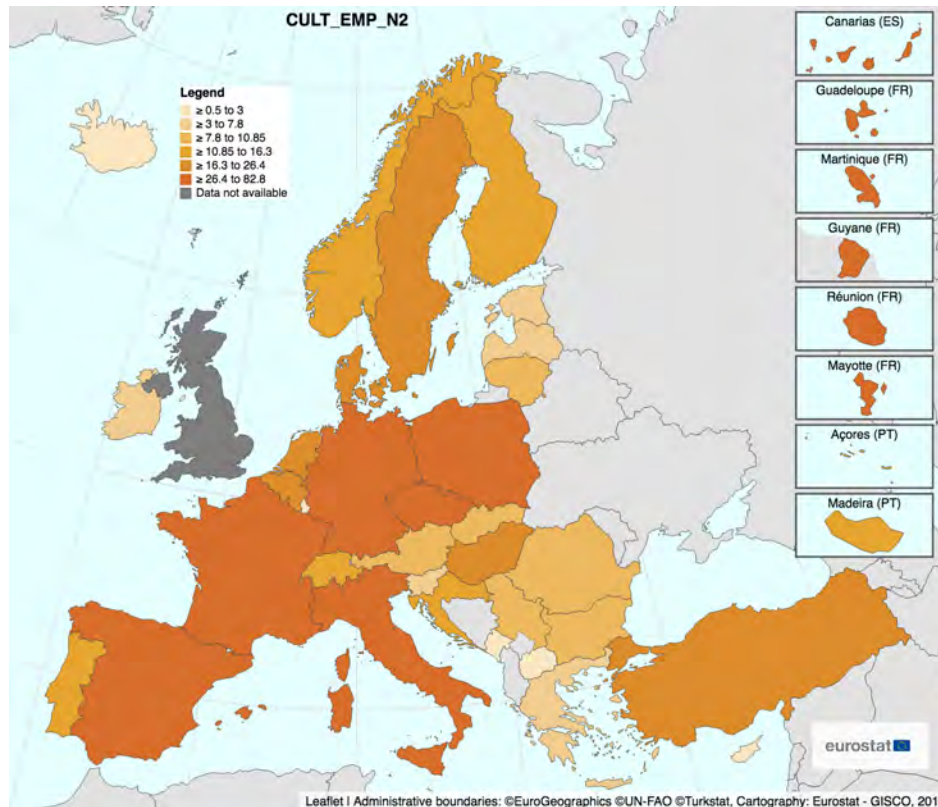 CULT_EMP_N2
Legend
≥ 0.5 to 3
≥ 3 to 7.8
≥ 7.8 to 10.85
≥ 10.85 to 16.3
≥ 16.3 to 26.4
≥ 26.4 to 82.8
Data not available
Canarias (ES)
Guadeloupe (FR)
Martinique (FR)
Guyane (FR)
Réunion (FR)
Mayotte (FR)
Açores (PT)
Madeira (PT)
eurostat
Leaflet | Administrative boundaries: ©EuroGeographics ©UN-FAO ©Turkstat, Cartography: Eurostat - GISCO, 201